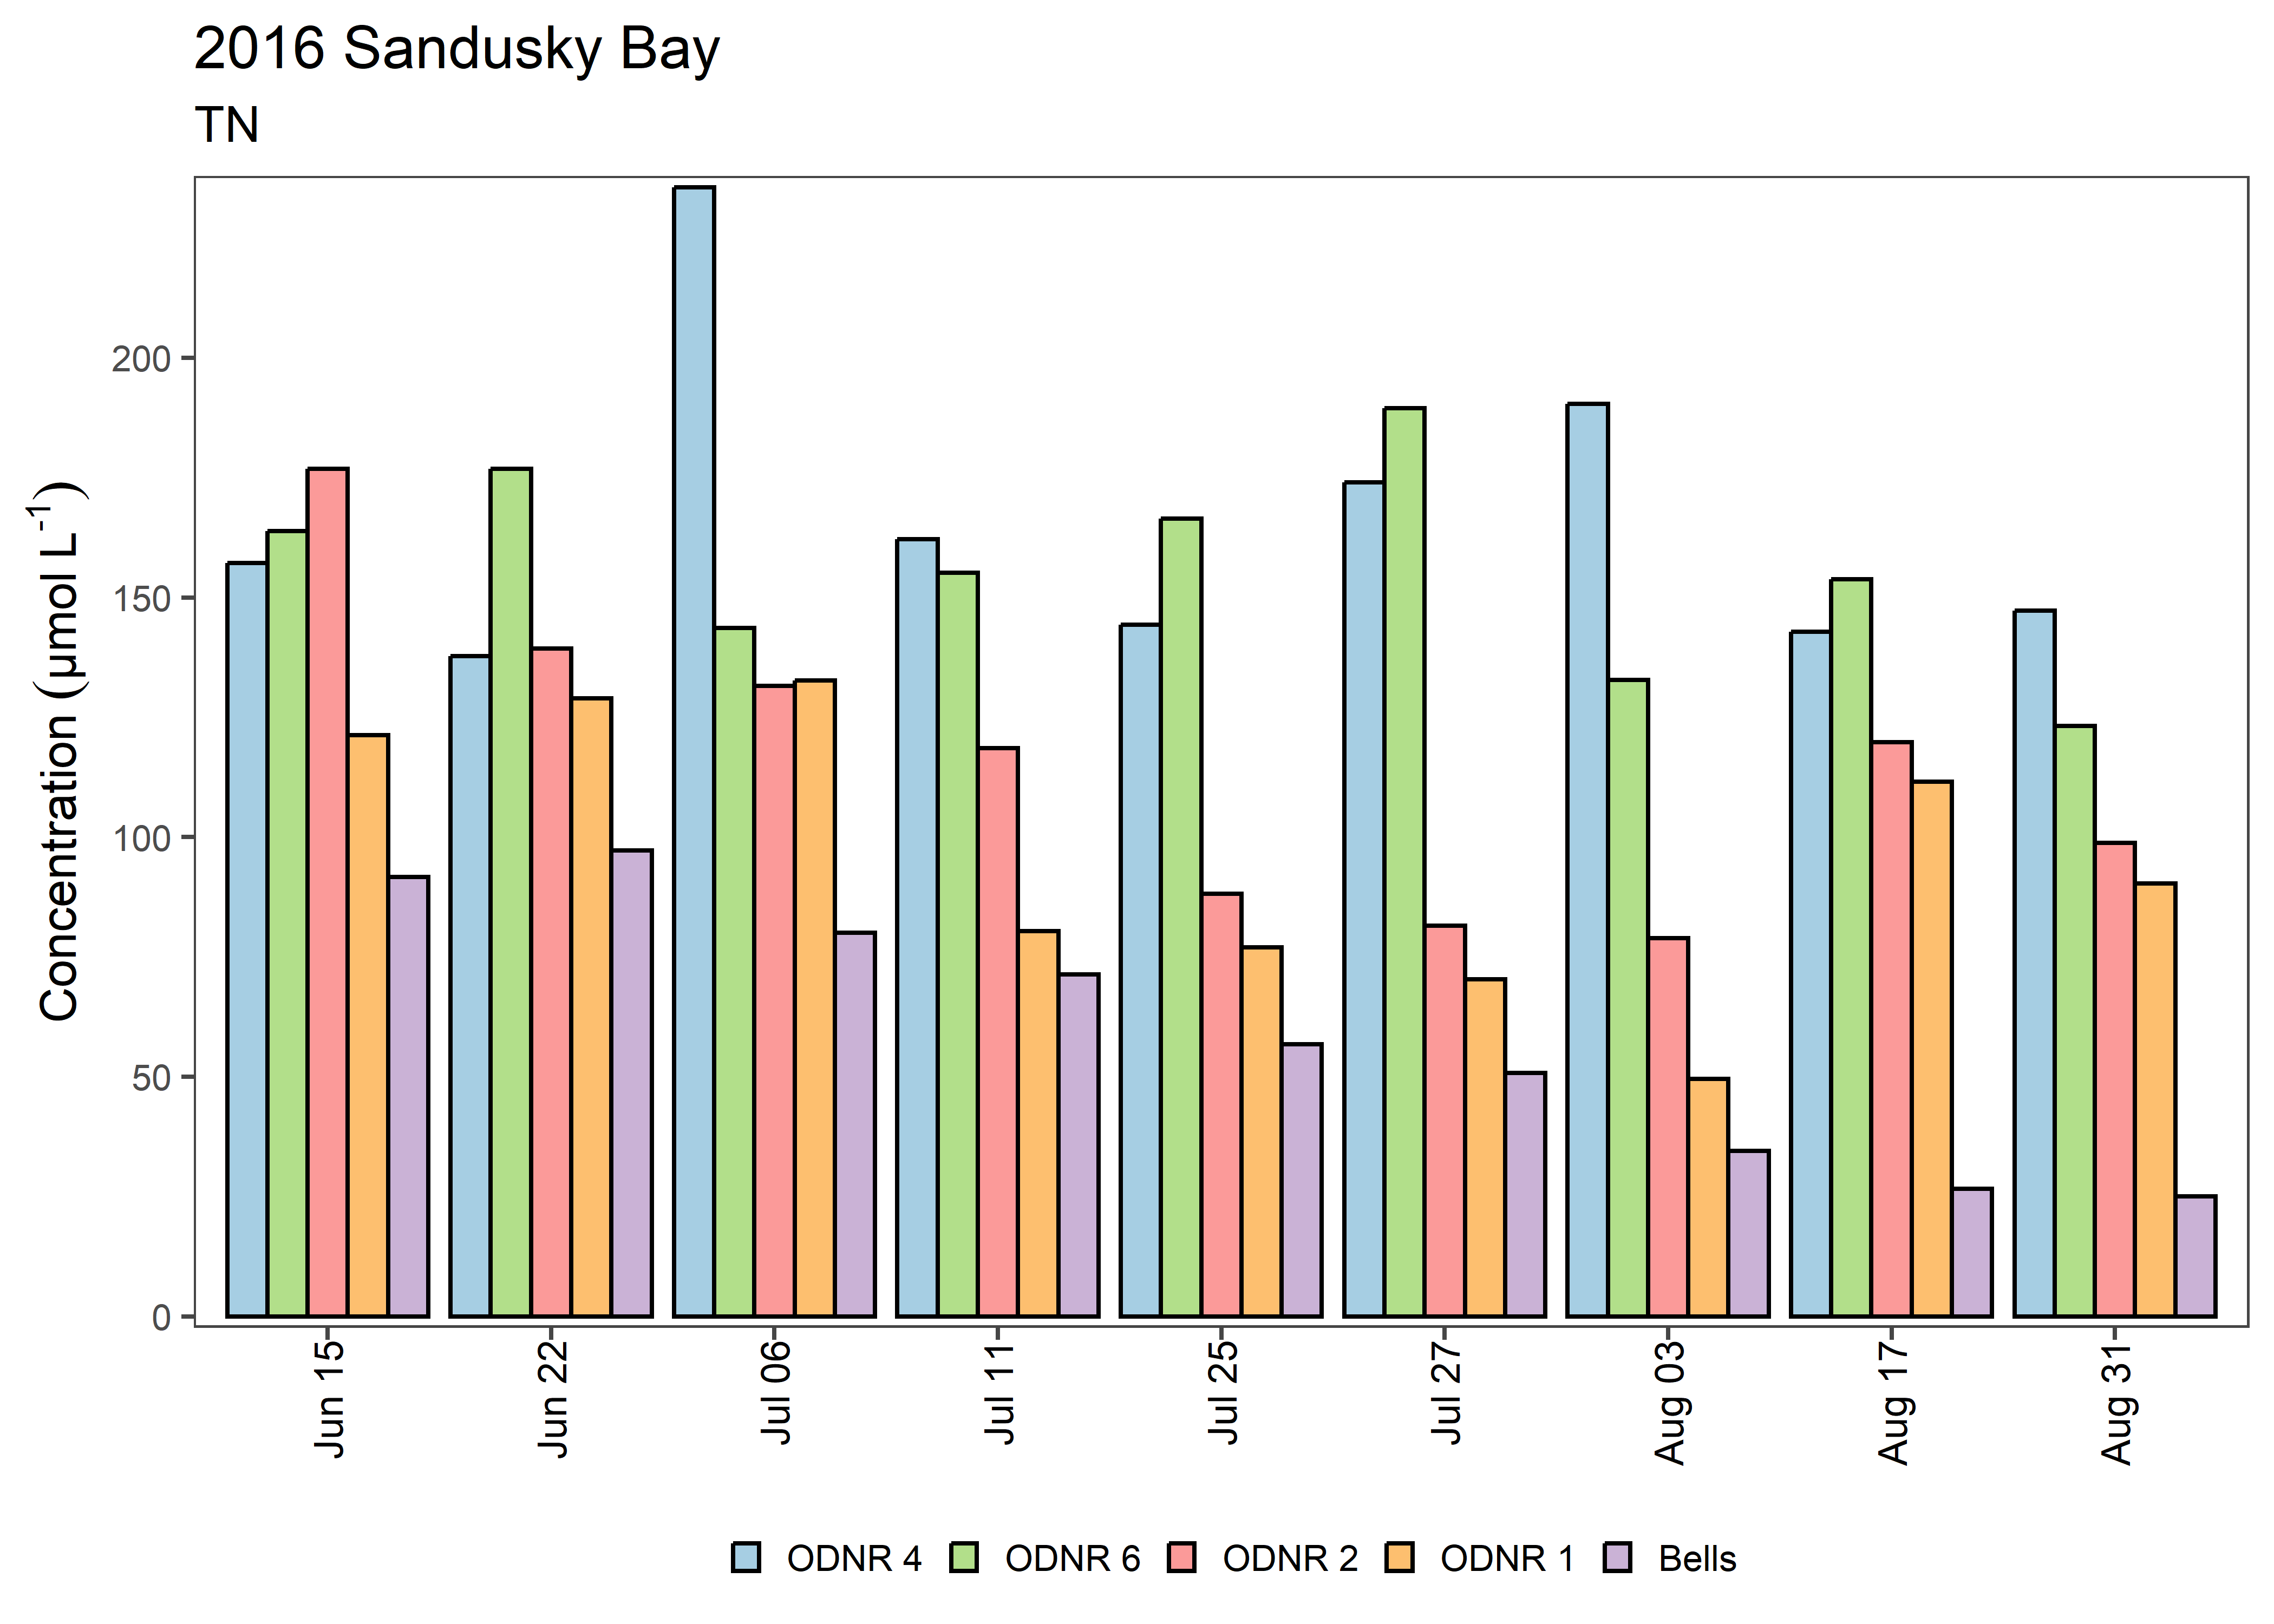 2016 Sandusky Bay
TN
Concentration (µmol L⁻¹)
200
150
100
50
0
Jun 15
Jun 22
Jul 06
Jul 11
Jul 25
Jul 27
Aug 03
Aug 17
Aug 31
ODNR 4 ODNR 6 ODNR 2 ODNR 1 Bells